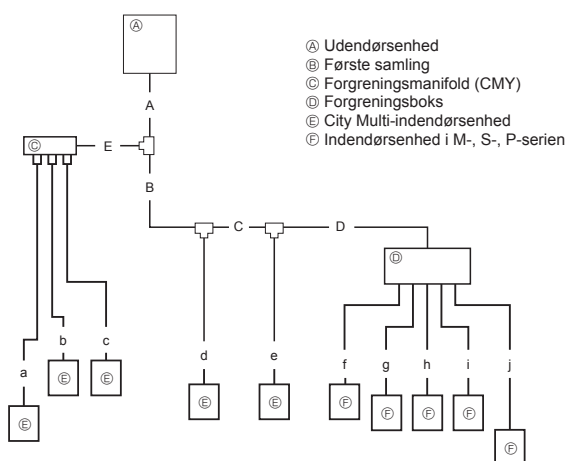 Ⓐ
Ⓐ Udendørsenhed
Ⓑ Første samling
Ⓒ Forgreningsmanifold (CMY)
Ⓓ Forgreningsboks
Ⓔ City Multi-indendørsenhed
Ⓕ Indendørsenhed i M-, S-, P-serien
A
Ⓒ
E
B
C
D
Ⓓ
a
b
c
d
e
f
g
h
i
j
Ⓔ
Ⓔ
Ⓔ
Ⓔ
Ⓔ
Ⓕ
Ⓕ
Ⓕ
Ⓕ
Ⓕ